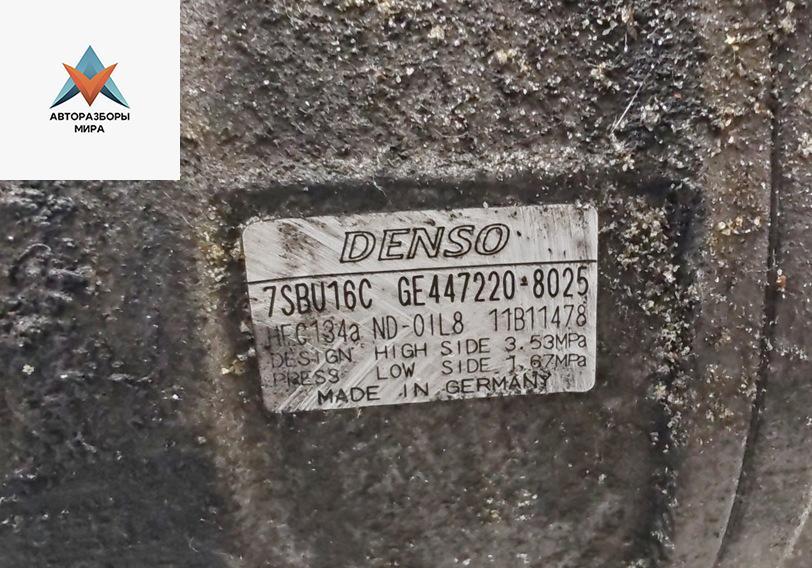 АВТОРАЗБОРЫ
МИРА
DENSO
7SBU16C GE447220-8025
HFC134a ND-OIL8 11B11478
DESIGN HIGH SIDE 3.53MPa
PRESS LOW SIDE 1.67MPa
MADE IN GERMANY